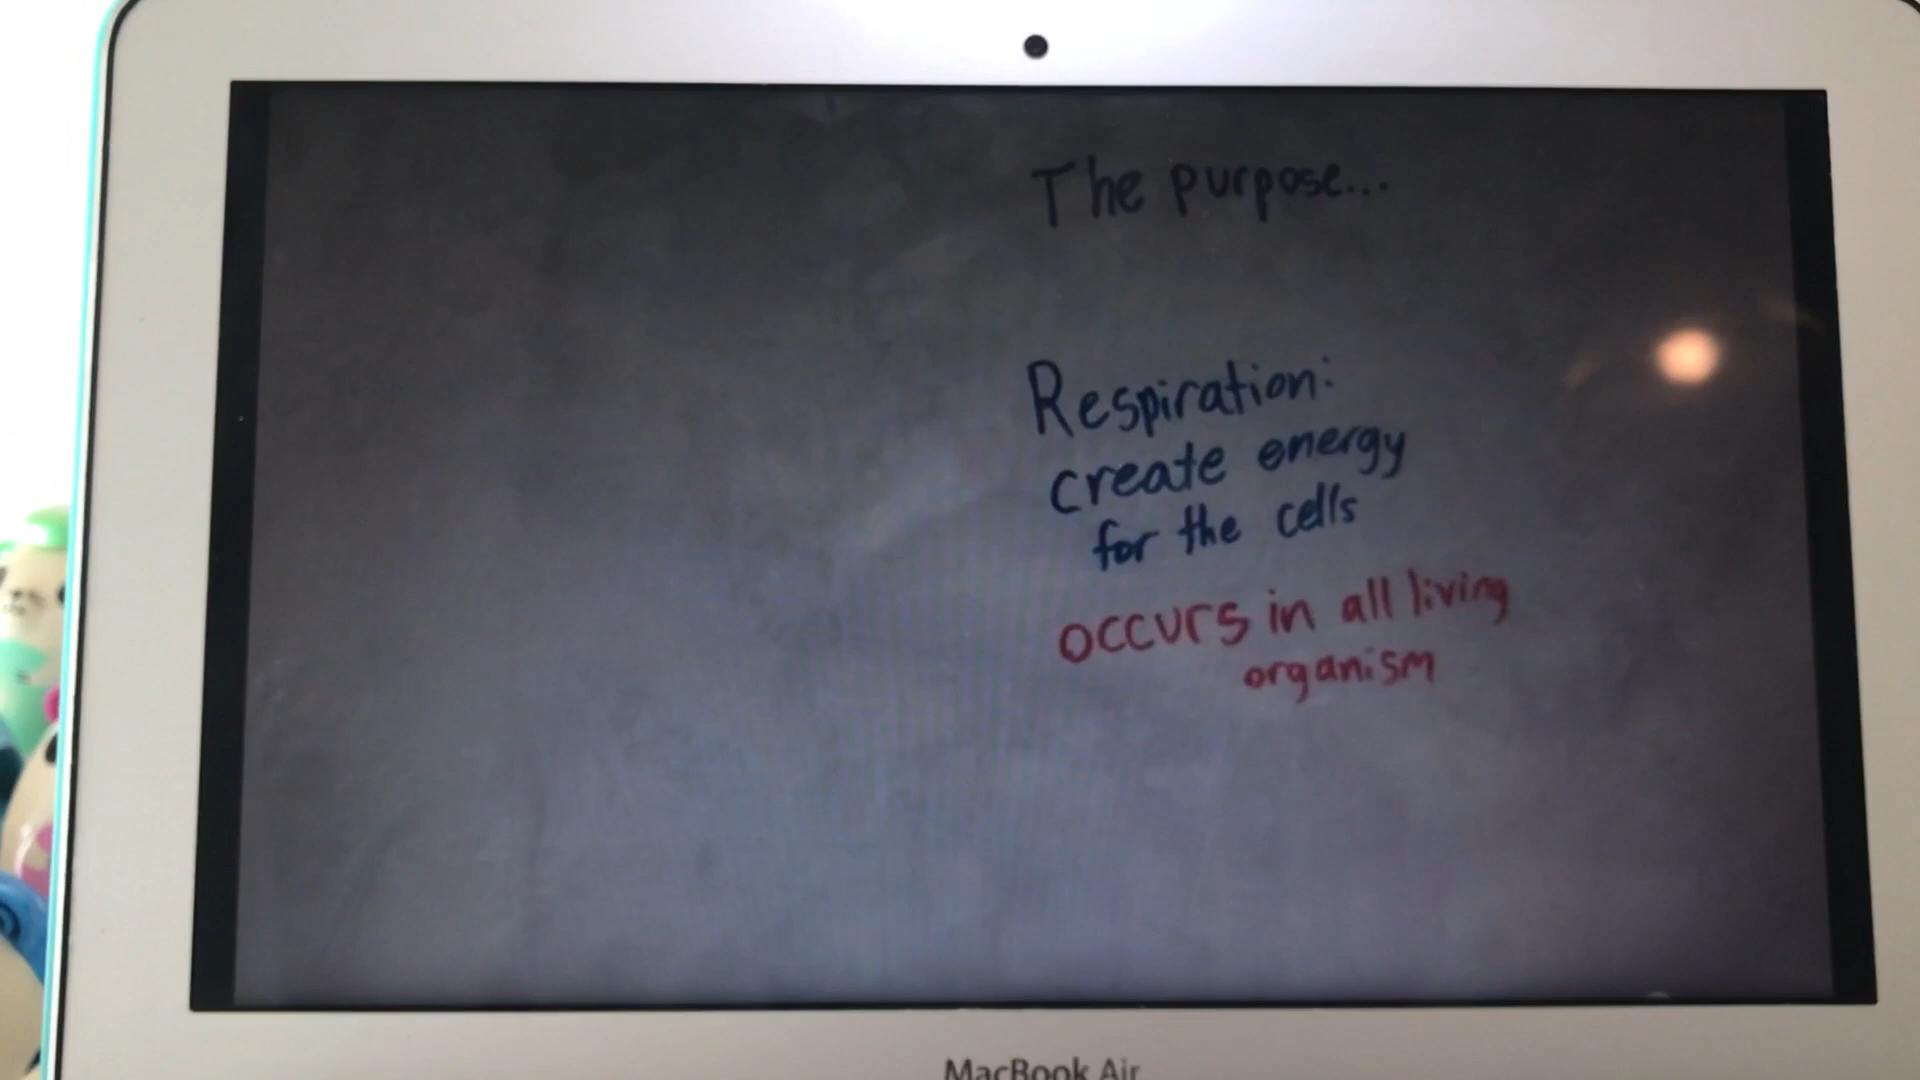 The purpose...
Respiration:
create energy
for the cells
occurs in all living
organism
MacBook Air